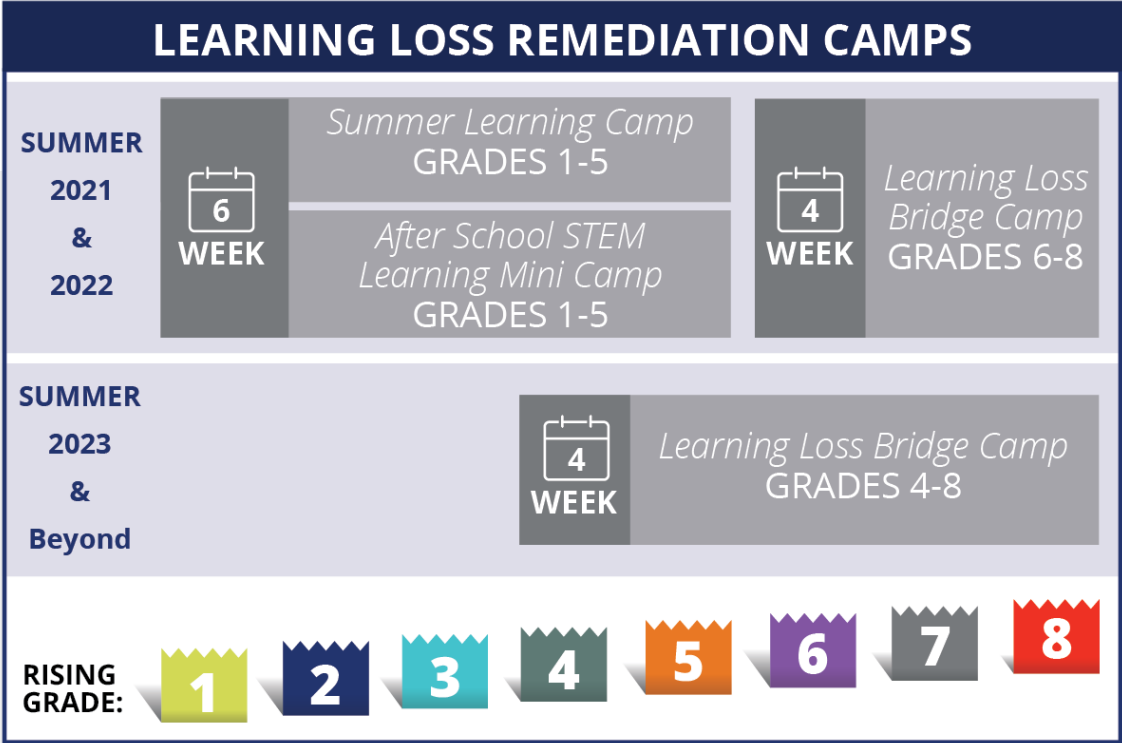 LEARNING LOSS REMEDIATION CAMPS
SUMMER
2021
&
2022
6
WEEK
Summer Learning Camp
GRADES 1-5
After School STEM
Learning Mini Camp
GRADES 1-5
4
WEEK
Learning Loss
Bridge Camp
GRADES 6-8
SUMMER
2023
&
Beyond
4
WEEK
Learning Loss Bridge Camp
GRADES 4-8
RISING
GRADE:
1 2 3 4 5 6 7 8